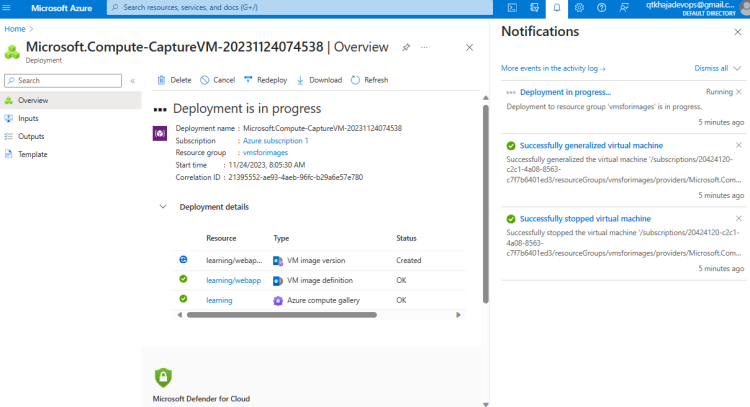 Microsoft Azure
Search resources, services, and docs (G+/)
qtkhajadevops@gmail.c...
DEFAULT DIRECTORY
Home
Microsoft.Compute-CaptureVM-20231124074538 | Overview
Deployment
Search
Overview
Inputs
Outputs
Template
Delete
Cancel
Redeploy
Download
Refresh
Deployment is in progress
Deployment name : Microsoft.Compute-CaptureVM-20231124074538
Subscription : Azure subscription 1
Resource group : vmsforimages
Start time : 11/24/2023, 8:05:30 AM
Correlation ID : 21395552-ae93-4aeb-96fc-b29a6e57e780
Deployment details
Resource Type Status
learning/webap... VM image version Created
learning/webapp VM image definition OK
learning Azure compute gallery OK
Microsoft Defender for Cloud
Notifications
More events in the activity log → Dismiss all
Deployment in progress... Running
Deployment to resource group 'vmsforimages' is in progress.
5 minutes ago
Successfully generalized virtual machine
Successfully generalized the virtual machine '/subscriptions/20424120-
c2c1-4a08-8563-
c7f7b6401ed3/resourceGroups/vmsforimages/providers/Microsoft.Com...
5 minutes ago
Successfully stopped virtual machine
Successfully stopped the virtual machine '/subscriptions/20424120-c2c1-
4a08-8563-
c7f7b6401ed3/resourceGroups/vmsforimages/providers/Microsoft.Com...
5 minutes ago